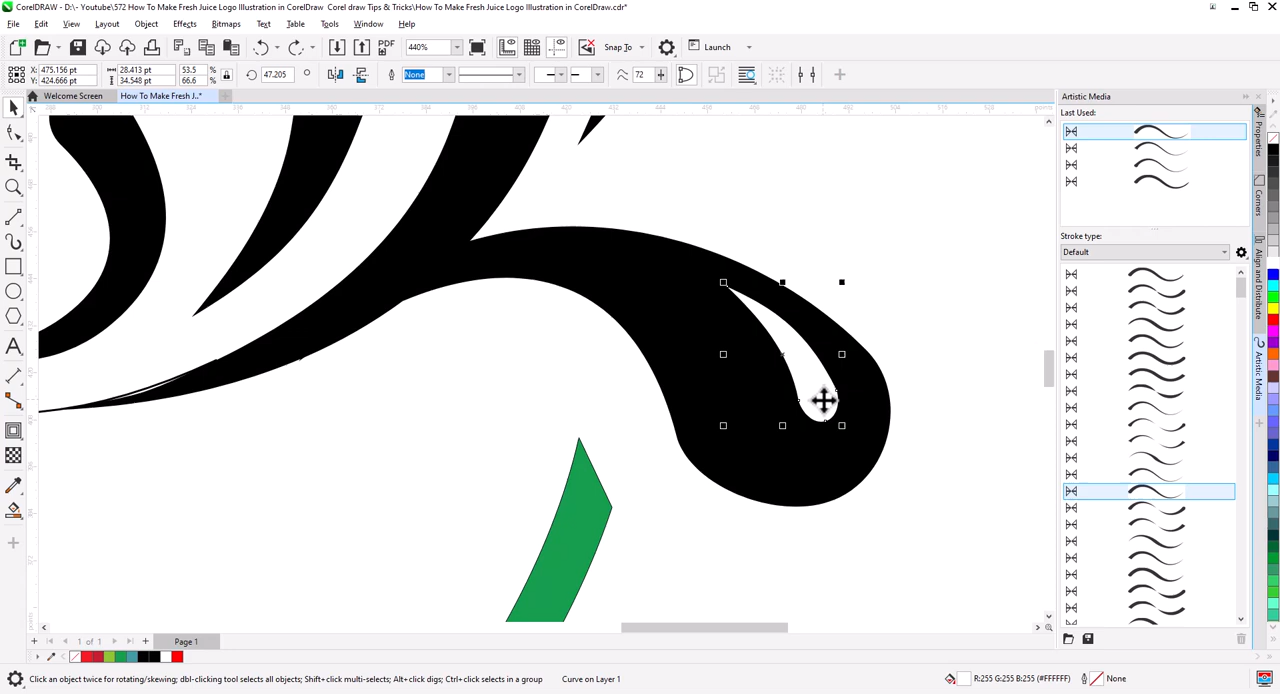 CorelDRAW - D:\- Youtube\572 How To Make Fresh Juice Logo Illustration in CorelDraw  Corel draw Tips & Tricks\How To Make Fresh Juice Logo Illustration in CorelDraw.cdr*
File Edit View Layout Object Effects Bitmaps Text Table Tools Window Help
PDF 440% Snap To Launch
X: 475.156 pt 28.413 pt 53.5 % 47.205 ° None 72
Y: 424.666 pt 34.548 pt 66.6 %
Welcome Screen How To Make Fresh J..*
Artistic Media
Last Used:
Stroke type:
Default
Properties
Corners
Align and Distribute
Artistic Media
1 of 1 Page 1
Click an object twice for rotating/skewing; dbl-clicking tool selects all objects; Shift+click multi-selects; Alt+click digs; Ctrl+click selects in a group Curve on Layer 1 R:255 G:255 B:255 (#FFFFFF) None